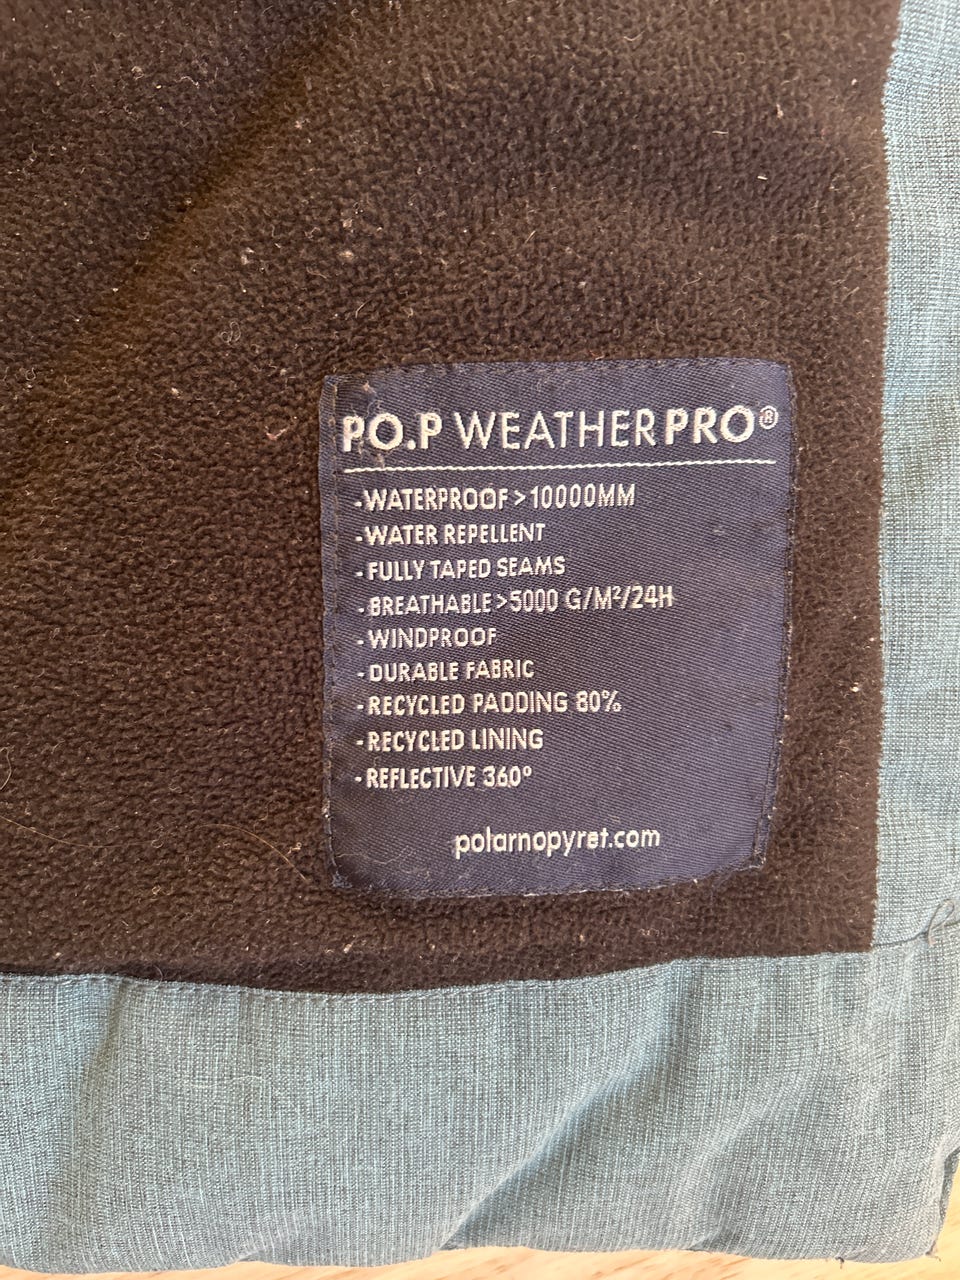 PO.P WEATHERPRO®
-WATERPROOF >10000MM
-WATER REPELLENT
-FULLY TAPED SEAMS
-BREATHABLE >5000 G/M²/24H
-WINDPROOF
-DURABLE FABRIC
-RECYCLED PADDING 80%
-RECYCLED LINING
-REFLECTIVE 360°
polarnopyret.com